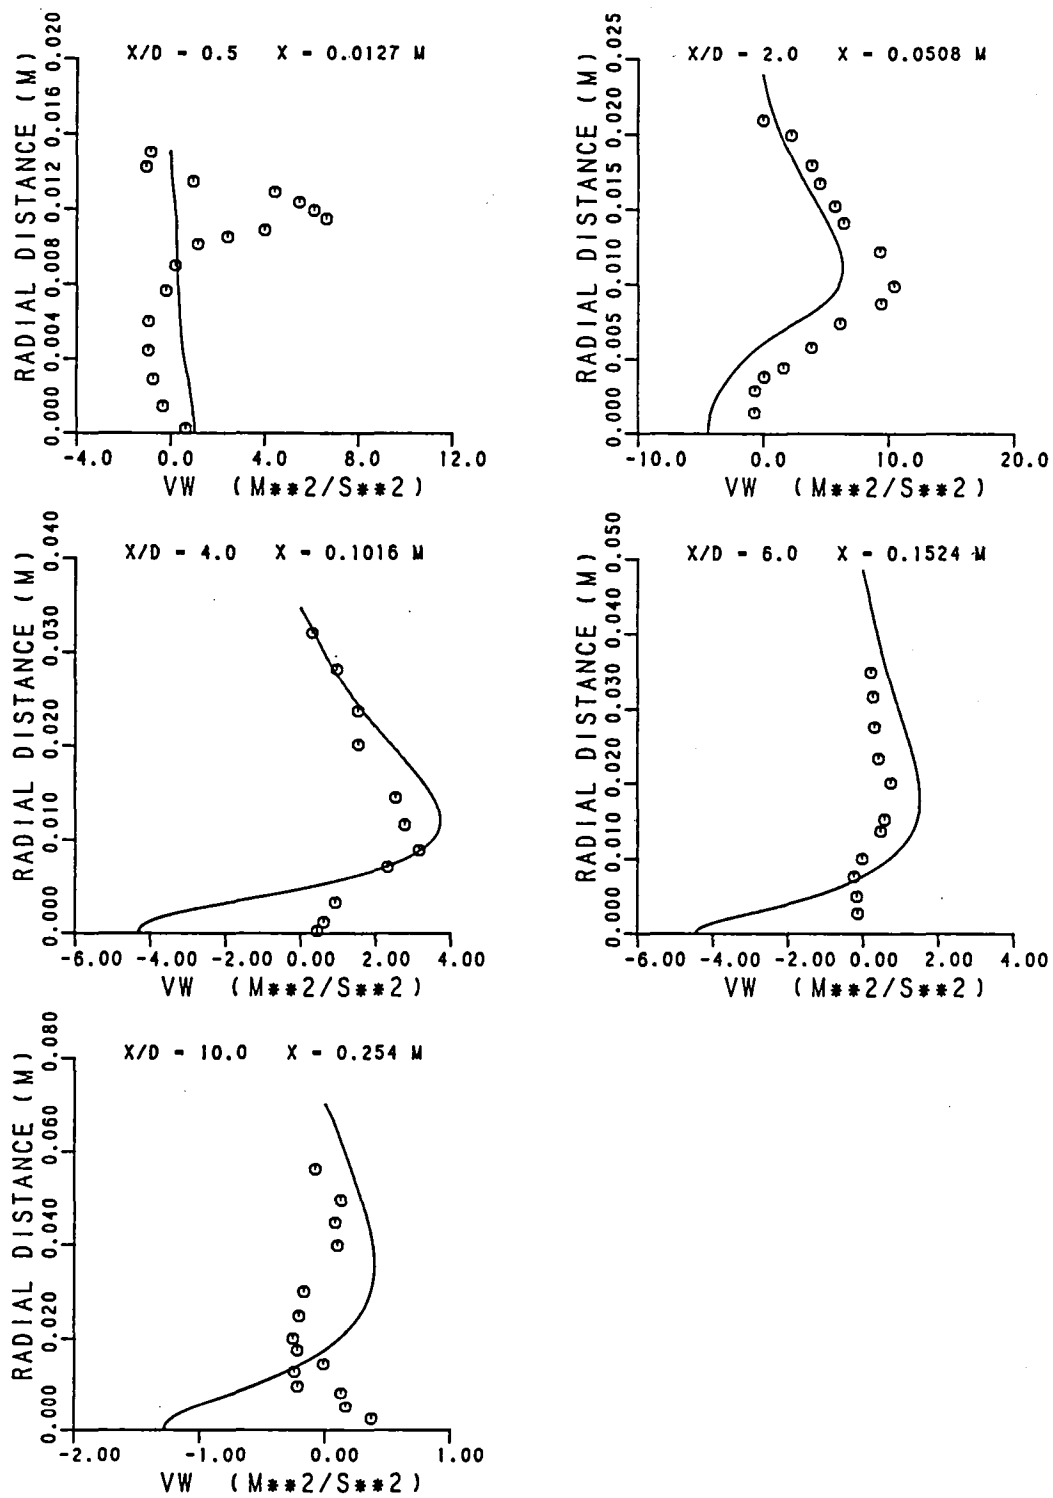 X/D = 0.5 X = 0.0127 M
RADIAL DISTANCE (M)
0.020
0.016
0.012
0.008
0.004
0.000
-4.0 0.0 4.0 8.0 12.0
VW (M**2/S**2)
X/D = 2.0 X = 0.0508 M
RADIAL DISTANCE (M)
0.025
0.020
0.015
0.010
0.005
0.000
-10.0 0.0 10.0 20.0
VW (M**2/S**2)
X/D = 4.0 X = 0.1016 M
RADIAL DISTANCE (M)
0.040
0.030
0.020
0.010
0.000
-6.00 -4.00 -2.00 0.00 2.00 4.00
VW (M**2/S**2)
X/D = 6.0 X = 0.1524 M
RADIAL DISTANCE (M)
0.050
0.040
0.030
0.020
0.010
0.000
-6.00 -4.00 -2.00 0.00 2.00 4.00
VW (M**2/S**2)
X/D = 10.0 X = 0.254 M
RADIAL DISTANCE (M)
0.080
0.060
0.040
0.020
0.000
-2.00 -1.00 0.00 1.00
VW (M**2/S**2)